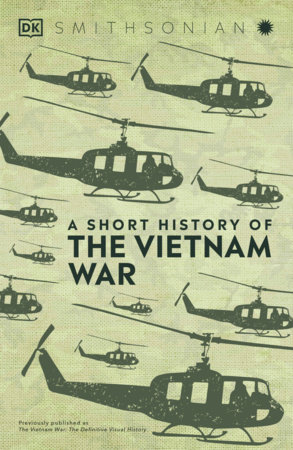 DK SMITHSONIAN
A SHORT HISTORY OF
THE VIETNAM
WAR
Previously published as
The Vietnam War: The Definitive Visual History